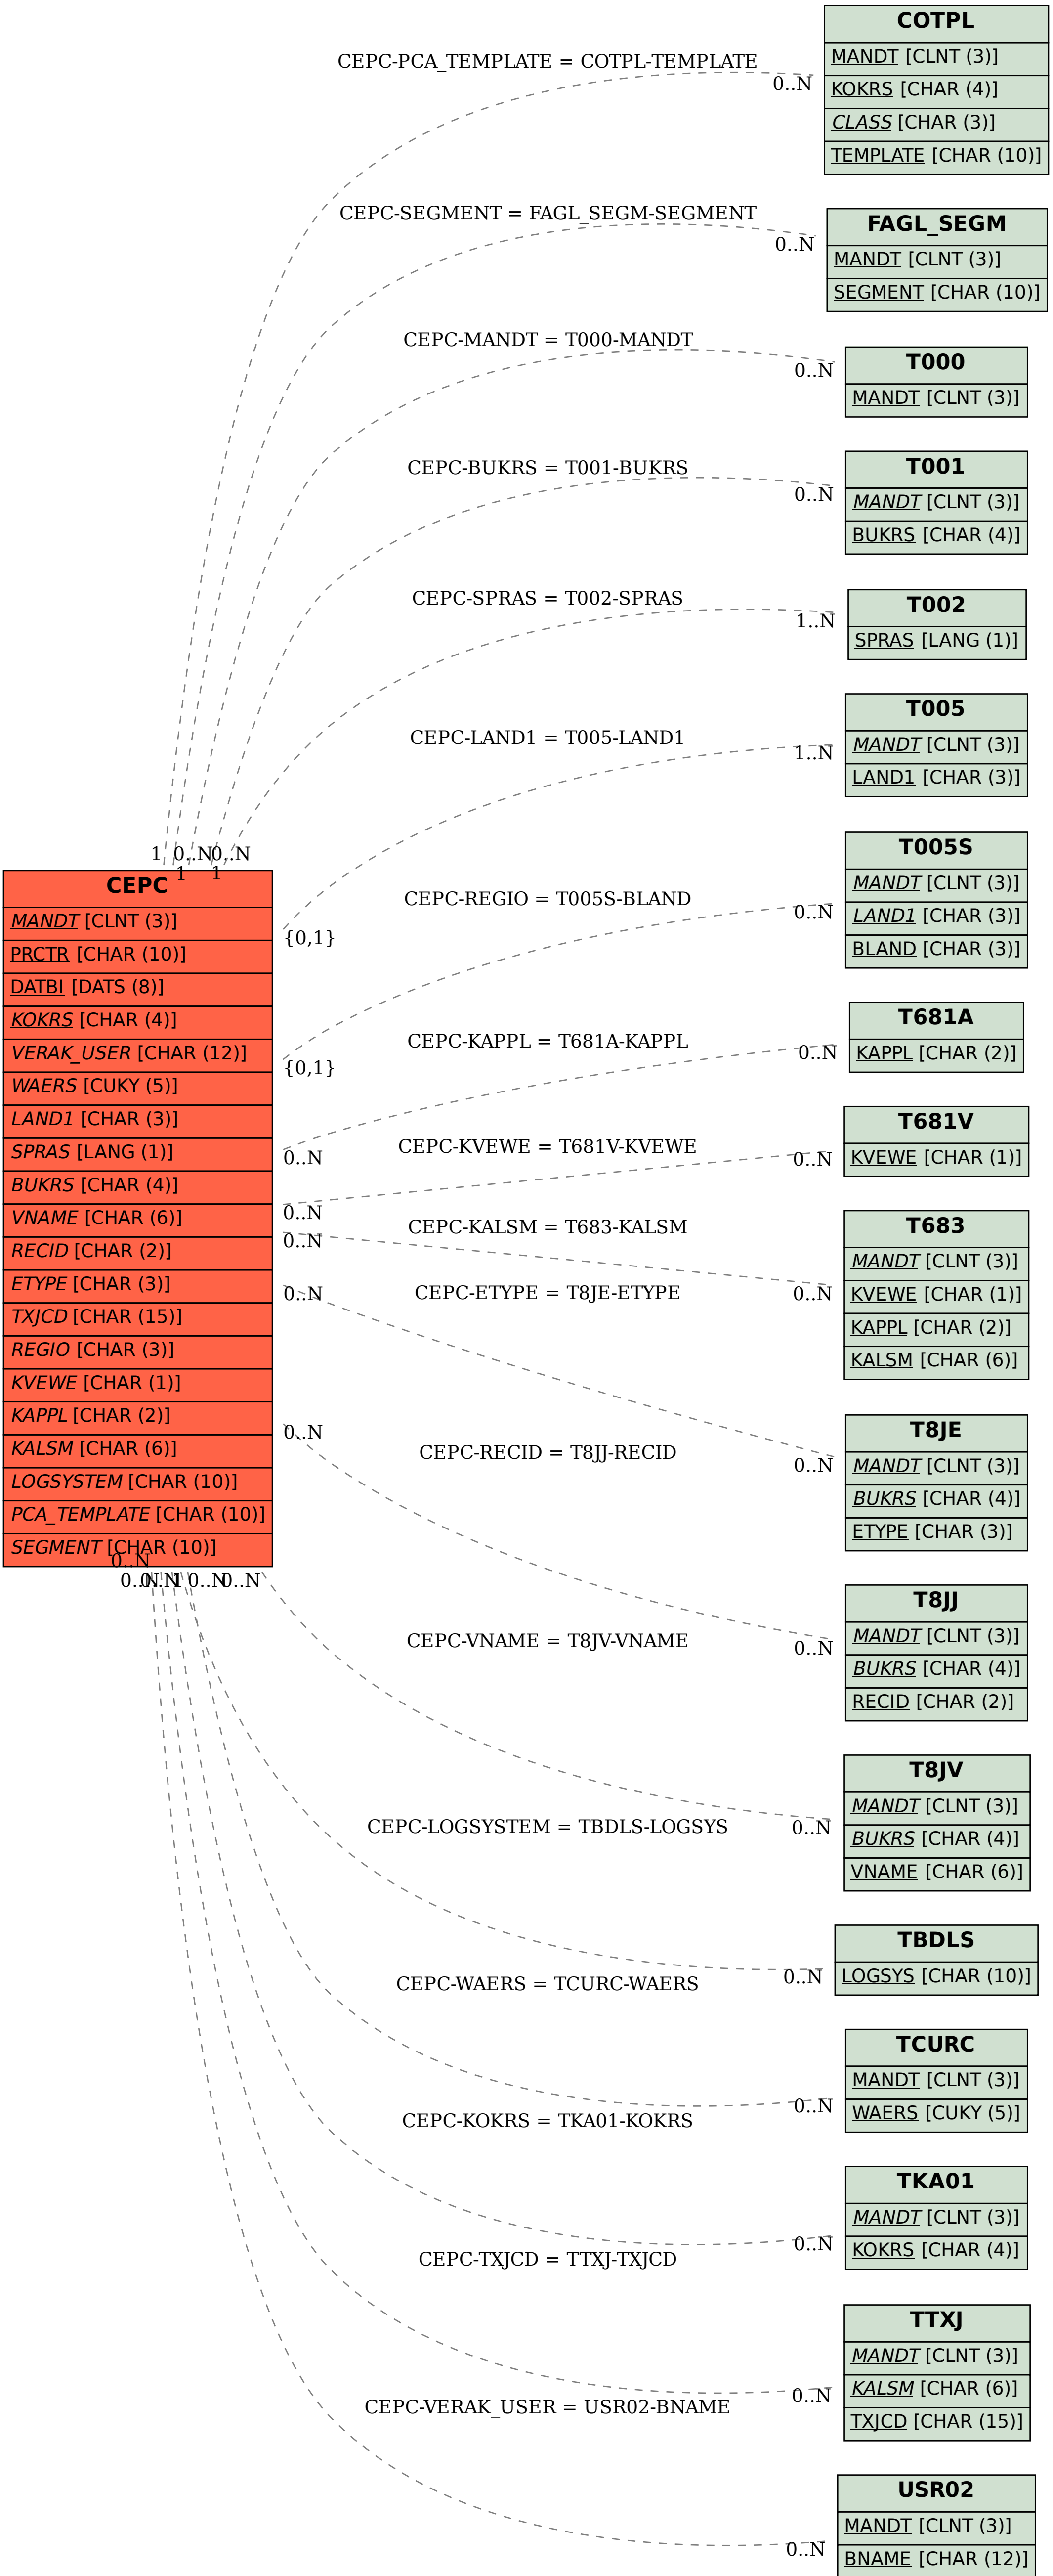 COTPL
MANDT [CLNT (3)]
KOKRS [CHAR (4)]
CLASS [CHAR (3)]
TEMPLATE [CHAR (10)]
CEPC-PCA_TEMPLATE = COTPL-TEMPLATE
0..N
FAGL_SEGM
MANDT [CLNT (3)]
SEGMENT [CHAR (10)]
CEPC-SEGMENT = FAGL_SEGM-SEGMENT
0..N
T000
MANDT [CLNT (3)]
CEPC-MANDT = T000-MANDT
0..N
T001
MANDT [CLNT (3)]
BUKRS [CHAR (4)]
CEPC-BUKRS = T001-BUKRS
0..N
T002
SPRAS [LANG (1)]
CEPC-SPRAS = T002-SPRAS
1..N
T005
MANDT [CLNT (3)]
LAND1 [CHAR (3)]
CEPC-LAND1 = T005-LAND1
1..N
T005S
MANDT [CLNT (3)]
LAND1 [CHAR (3)]
BLAND [CHAR (3)]
CEPC-REGIO = T005S-BLAND
0..N
1
0..N
0..N
1
1
CEPC
MANDT [CLNT (3)]
PRCTR [CHAR (10)]
DATBI [DATS (8)]
KOKRS [CHAR (4)]
VERAK_USER [CHAR (12)]
WAERS [CUKY (5)]
LAND1 [CHAR (3)]
SPRAS [LANG (1)]
BUKRS [CHAR (4)]
VNAME [CHAR (6)]
RECID [CHAR (2)]
ETYPE [CHAR (3)]
TXJCD [CHAR (15)]
REGIO [CHAR (3)]
KVEWE [CHAR (1)]
KAPPL [CHAR (2)]
KALSM [CHAR (6)]
LOGSYSTEM [CHAR (10)]
PCA_TEMPLATE [CHAR (10)]
SEGMENT [CHAR (10)]
{0,1}
{0,1}
0..N
0..N
0..N
0..N
0..N
0..N
0..N
0..N
1
0..N
0..N
T681A
KAPPL [CHAR (2)]
CEPC-KAPPL = T681A-KAPPL
0..N
T681V
KVEWE [CHAR (1)]
CEPC-KVEWE = T681V-KVEWE
0..N
T683
MANDT [CLNT (3)]
KVEWE [CHAR (1)]
KAPPL [CHAR (2)]
KALSM [CHAR (6)]
CEPC-KALSM = T683-KALSM
0..N
CEPC-ETYPE = T8JE-ETYPE
T8JE
MANDT [CLNT (3)]
BUKRS [CHAR (4)]
ETYPE [CHAR (3)]
0..N
CEPC-RECID = T8JJ-RECID
T8JJ
MANDT [CLNT (3)]
BUKRS [CHAR (4)]
RECID [CHAR (2)]
0..N
CEPC-VNAME = T8JV-VNAME
T8JV
MANDT [CLNT (3)]
BUKRS [CHAR (4)]
VNAME [CHAR (6)]
0..N
CEPC-LOGSYSTEM = TBDLS-LOGSYS
TBDLS
LOGSYS [CHAR (10)]
0..N
CEPC-WAERS = TCURC-WAERS
TCURC
MANDT [CLNT (3)]
WAERS [CUKY (5)]
0..N
CEPC-KOKRS = TKA01-KOKRS
TKA01
MANDT [CLNT (3)]
KOKRS [CHAR (4)]
0..N
CEPC-TXJCD = TTXJ-TXJCD
TTXJ
MANDT [CLNT (3)]
KALSM [CHAR (6)]
TXJCD [CHAR (15)]
0..N
CEPC-VERAK_USER = USR02-BNAME
USR02
MANDT [CLNT (3)]
BNAME [CHAR (12)]
0..N